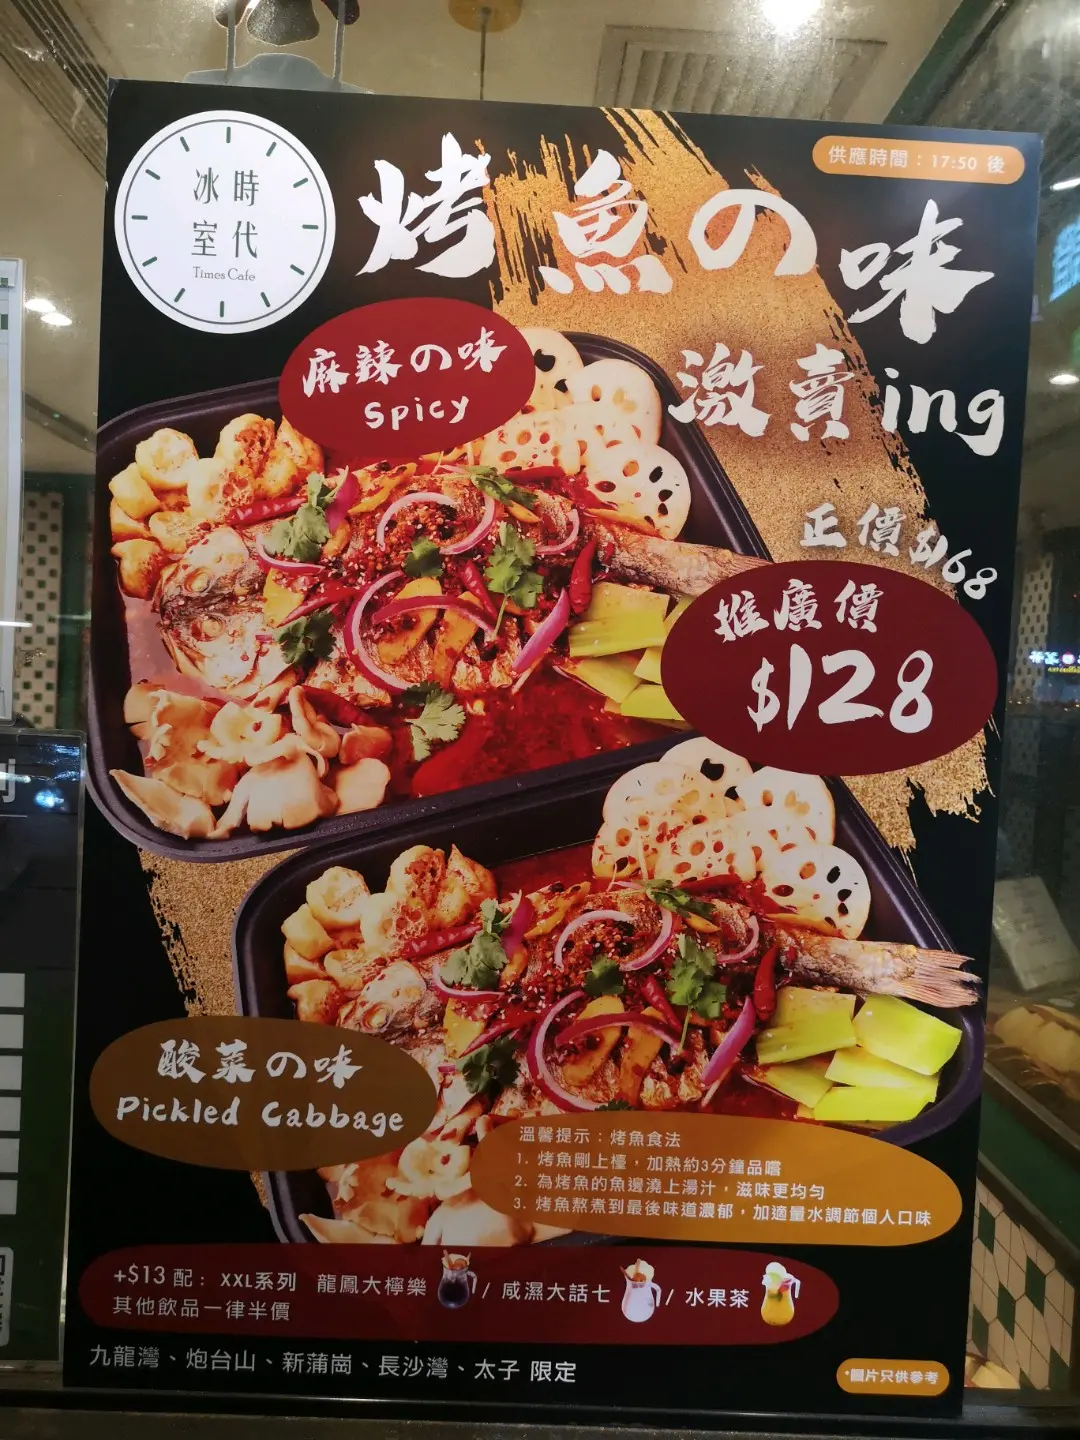 時代
冰室
Times Cafe
供應時間：17:50 後
烤魚の味
激賣ing
麻辣の味
Spicy
正價$168
推廣價
$128
酸菜の味
Pickled Cabbage
溫馨提示：烤魚食法
1. 烤魚剛上檯，加熱約3分鐘品嚐
2. 為烤魚的魚邊澆上湯汁，滋味更均勻
3. 烤魚熬煮到最後味道濃郁，加適量水調節個人口味
+$13 配： XXL系列 龍鳳大檸樂 / 咸濕大話七 / 水果茶
其他飲品一律半價
九龍灣、炮台山、新蒲崗、長沙灣、太子 限定
*圖片只供參考